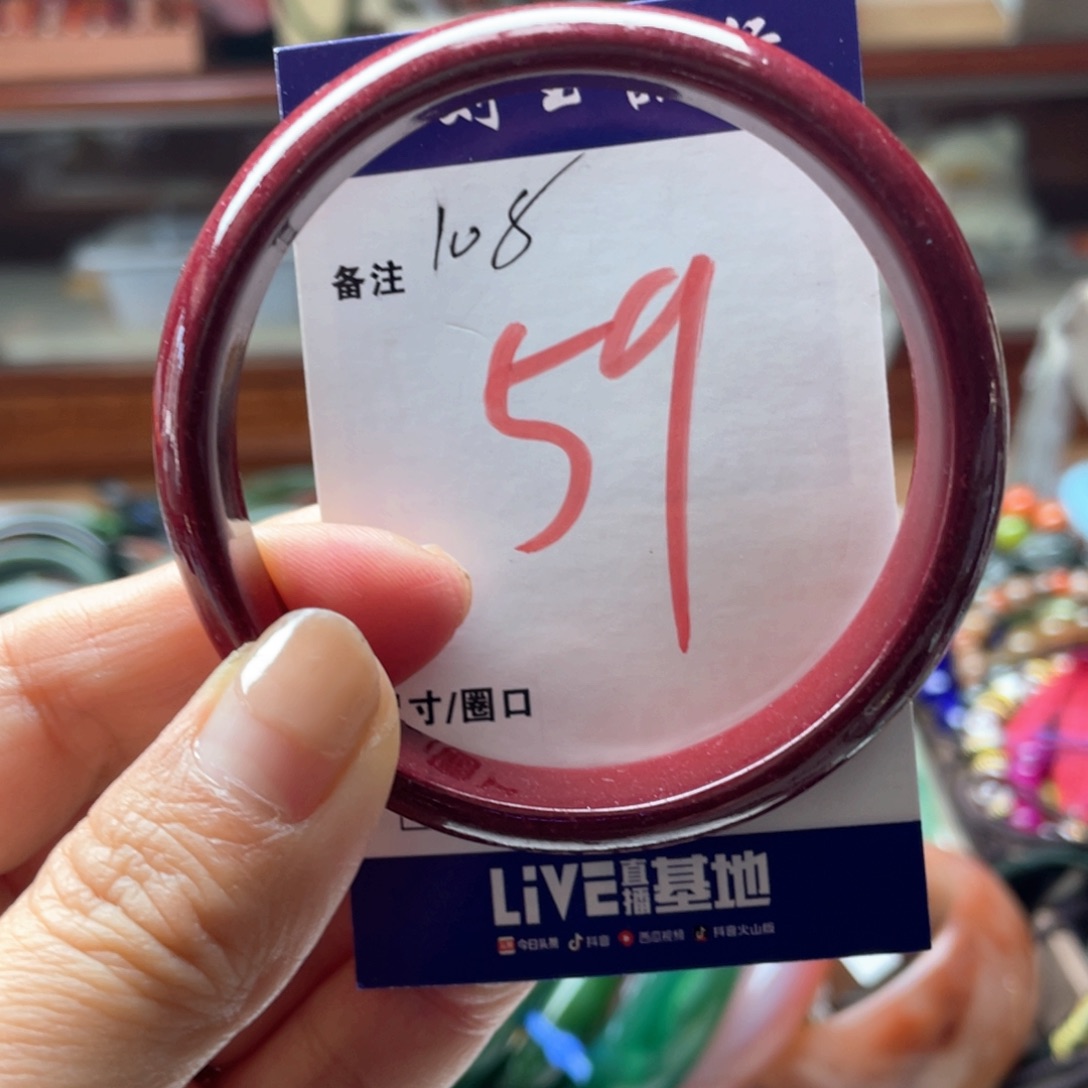 备注 108
59
寸/圈口
LiVE直播基地
今日头条 抖音 西瓜视频 抖音火山版